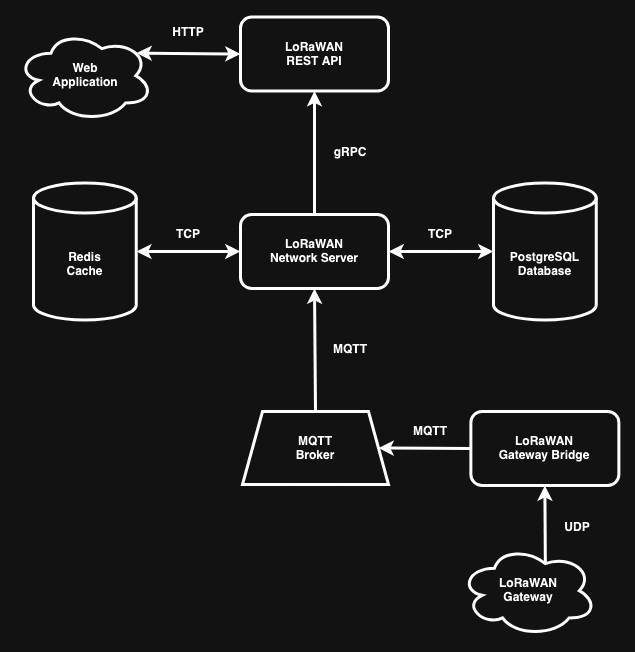 HTTP
LoRaWAN
REST API
Web
Application
gRPC
Redis
Cache
TCP
LoRaWAN
Network Server
TCP
PostgreSQL
Database
MQTT
MQTT
Broker
MQTT
LoRaWAN
Gateway Bridge
UDP
LoRaWAN
Gateway